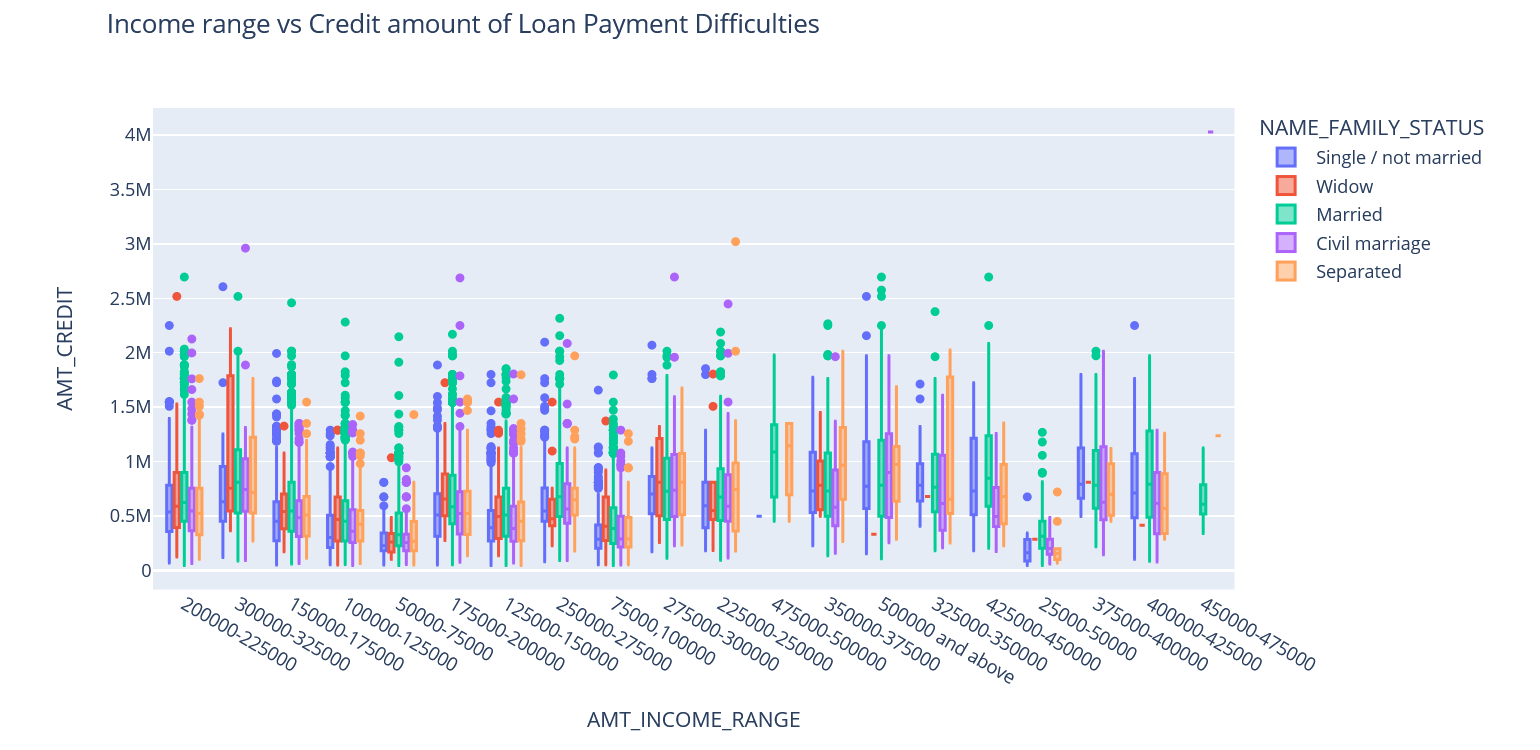 Income range vs Credit amount of Loan Payment Difficulties
NAME_FAMILY_STATUS
Single / not married
Widow
Married
Civil marriage
Separated
4M
3.5M
3M
2.5M
2M
1.5M
1M
0.5M
0
AMT_CREDIT
200000-225000
300000-325000
150000-175000
100000-125000
50000-75000
175000-200000
125000-150000
250000-275000
75000,100000
275000-300000
225000-250000
475000-500000
350000-375000
500000 and above
325000-350000
425000-450000
25000-50000
375000-400000
400000-425000
450000-475000
AMT_INCOME_RANGE